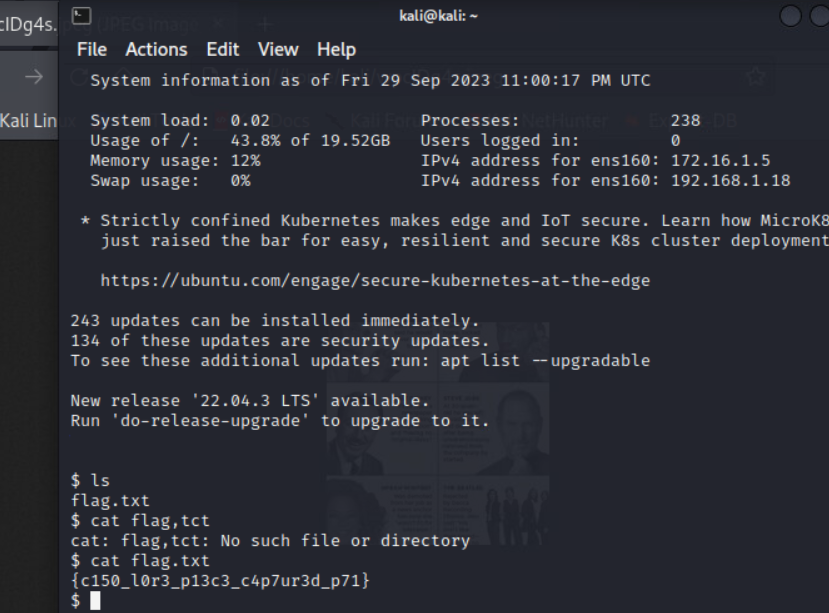 cIDg4s.jpeg (JPEG Image
kali@kali: ~
File Actions Edit View Help
Kali Linux
System information as of Fri 29 Sep 2023 11:00:17 PM UTC
System load: 0.02 Processes: 238
Usage of /: 43.8% of 19.52GB Users logged in: 0
Memory usage: 12% IPv4 address for ens160: 172.16.1.5
Swap usage: 0% IPv4 address for ens160: 192.168.1.18
* Strictly confined Kubernetes makes edge and IoT secure. Learn how MicroK8
just raised the bar for easy, resilient and secure K8s cluster deployment
https://ubuntu.com/engage/secure-kubernetes-at-the-edge
243 updates can be installed immediately.
134 of these updates are security updates.
To see these additional updates run: apt list --upgradable
New release '22.04.3 LTS' available.
Run 'do-release-upgrade' to upgrade to it.
$ ls
flag.txt
$ cat flag,tct
cat: flag,tct: No such file or directory
$ cat flag.txt
{c150_l0r3_p13c3_c4p7ur3d_p71}
$